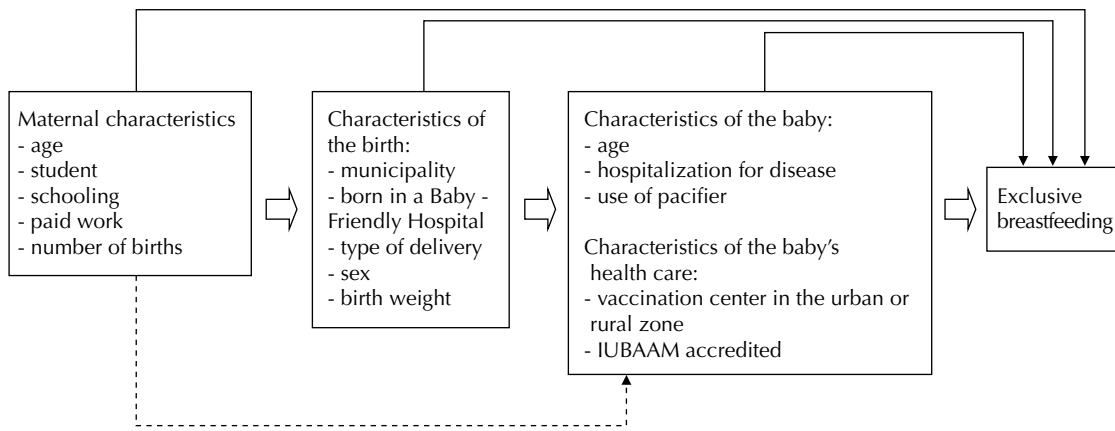 Maternal characteristics
- age
- student
- schooling
- paid work
- number of births
Characteristics of
the birth:
- municipality
- born in a Baby -
Friendly Hospital
- type of delivery
- sex
- birth weight
Characteristics of the baby:
- age
- hospitalization for disease
- use of pacifier
Characteristics of the baby's
health care:
- vaccination center in the urban or
rural zone
- IUBAAM accredited
Exclusive
breastfeeding